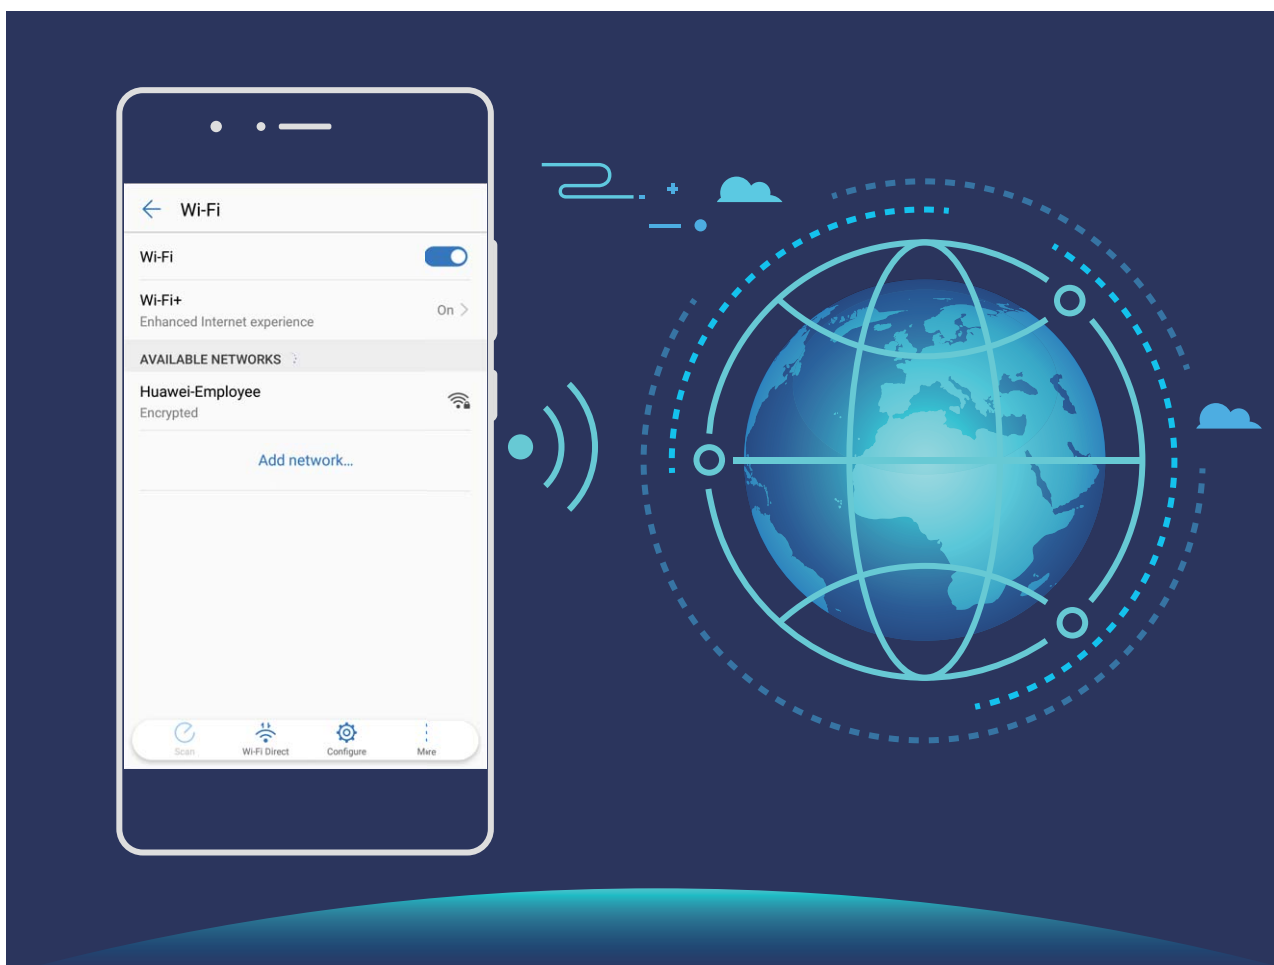 Wi-Fi
Wi-Fi
Wi-Fi+
Enhanced Internet experience
On
AVAILABLE NETWORKS
Huawei-Employee
Encrypted
Add network...
Scan
Wi-Fi Direct
Configure
More